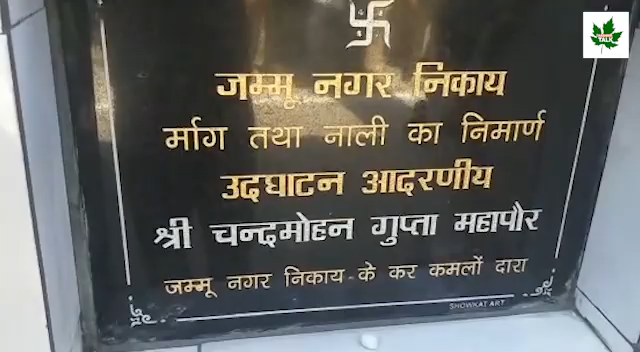 जम्मू नगर निकाय
र्माग तथा नाली का निमार्ण
उदघाटन आदरणीय
श्री चन्दमोहन गुप्ता महापौर
जम्मू नगर निकाय - के कर कमलों दारा
SHOWKAT ART
TALK